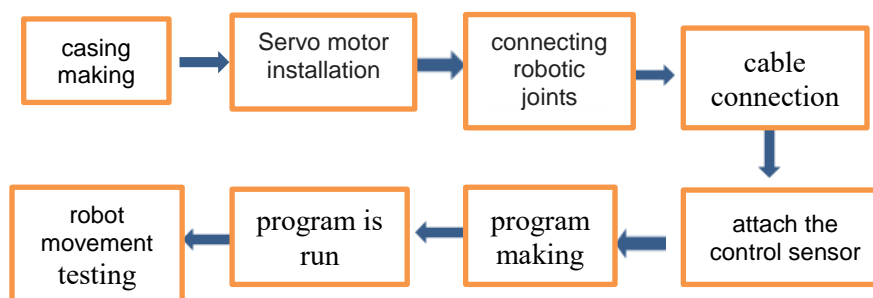 casing
making
Servo motor
installation
connecting
robotic
joints
cable
connection
attach the
control sensor
program
making
program is
run
robot
movement
testing